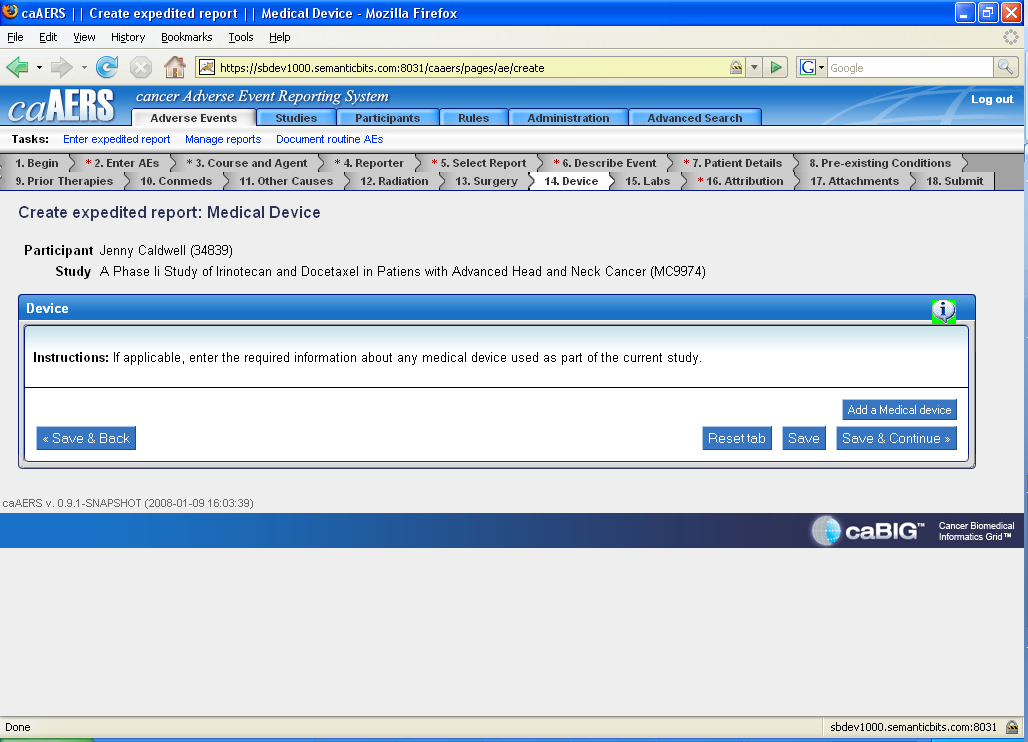 caAERS || Create expedited report || Medical Device - Mozilla Firefox
File Edit View History Bookmarks Tools Help
https://sbdev1000.semanticbits.com:8031/caaers/pages/ae/create G Google
caAERS cancer Adverse Event Reporting System Log out
Adverse Events Studies Participants Rules Administration Advanced Search
Tasks: Enter expedited report Manage reports Document routine AEs
1. Begin * 2. Enter AEs * 3. Course and Agent * 4. Reporter * 5. Select Report * 6. Describe Event * 7. Patient Details 8. Pre-existing Conditions
9. Prior Therapies 10. Conmeds 11. Other Causes 12. Radiation 13. Surgery 14. Device 15. Labs * 16. Attribution 17. Attachments 18. Submit
Create expedited report: Medical Device
Participant Jenny Caldwell (34839)
Study A Phase Ii Study of Irinotecan and Docetaxel in Patiens with Advanced Head and Neck Cancer (MC9974)
Device
Instructions: If applicable, enter the required information about any medical device used as part of the current study.
Add a Medical device
« Save & Back Reset tab Save Save & Continue »
caAERS v. 0.9.1-SNAPSHOT (2008-01-09 16:03:39)
caBIG™ Cancer Biomedical
Informatics Grid™
Done sbdev1000.semanticbits.com:8031